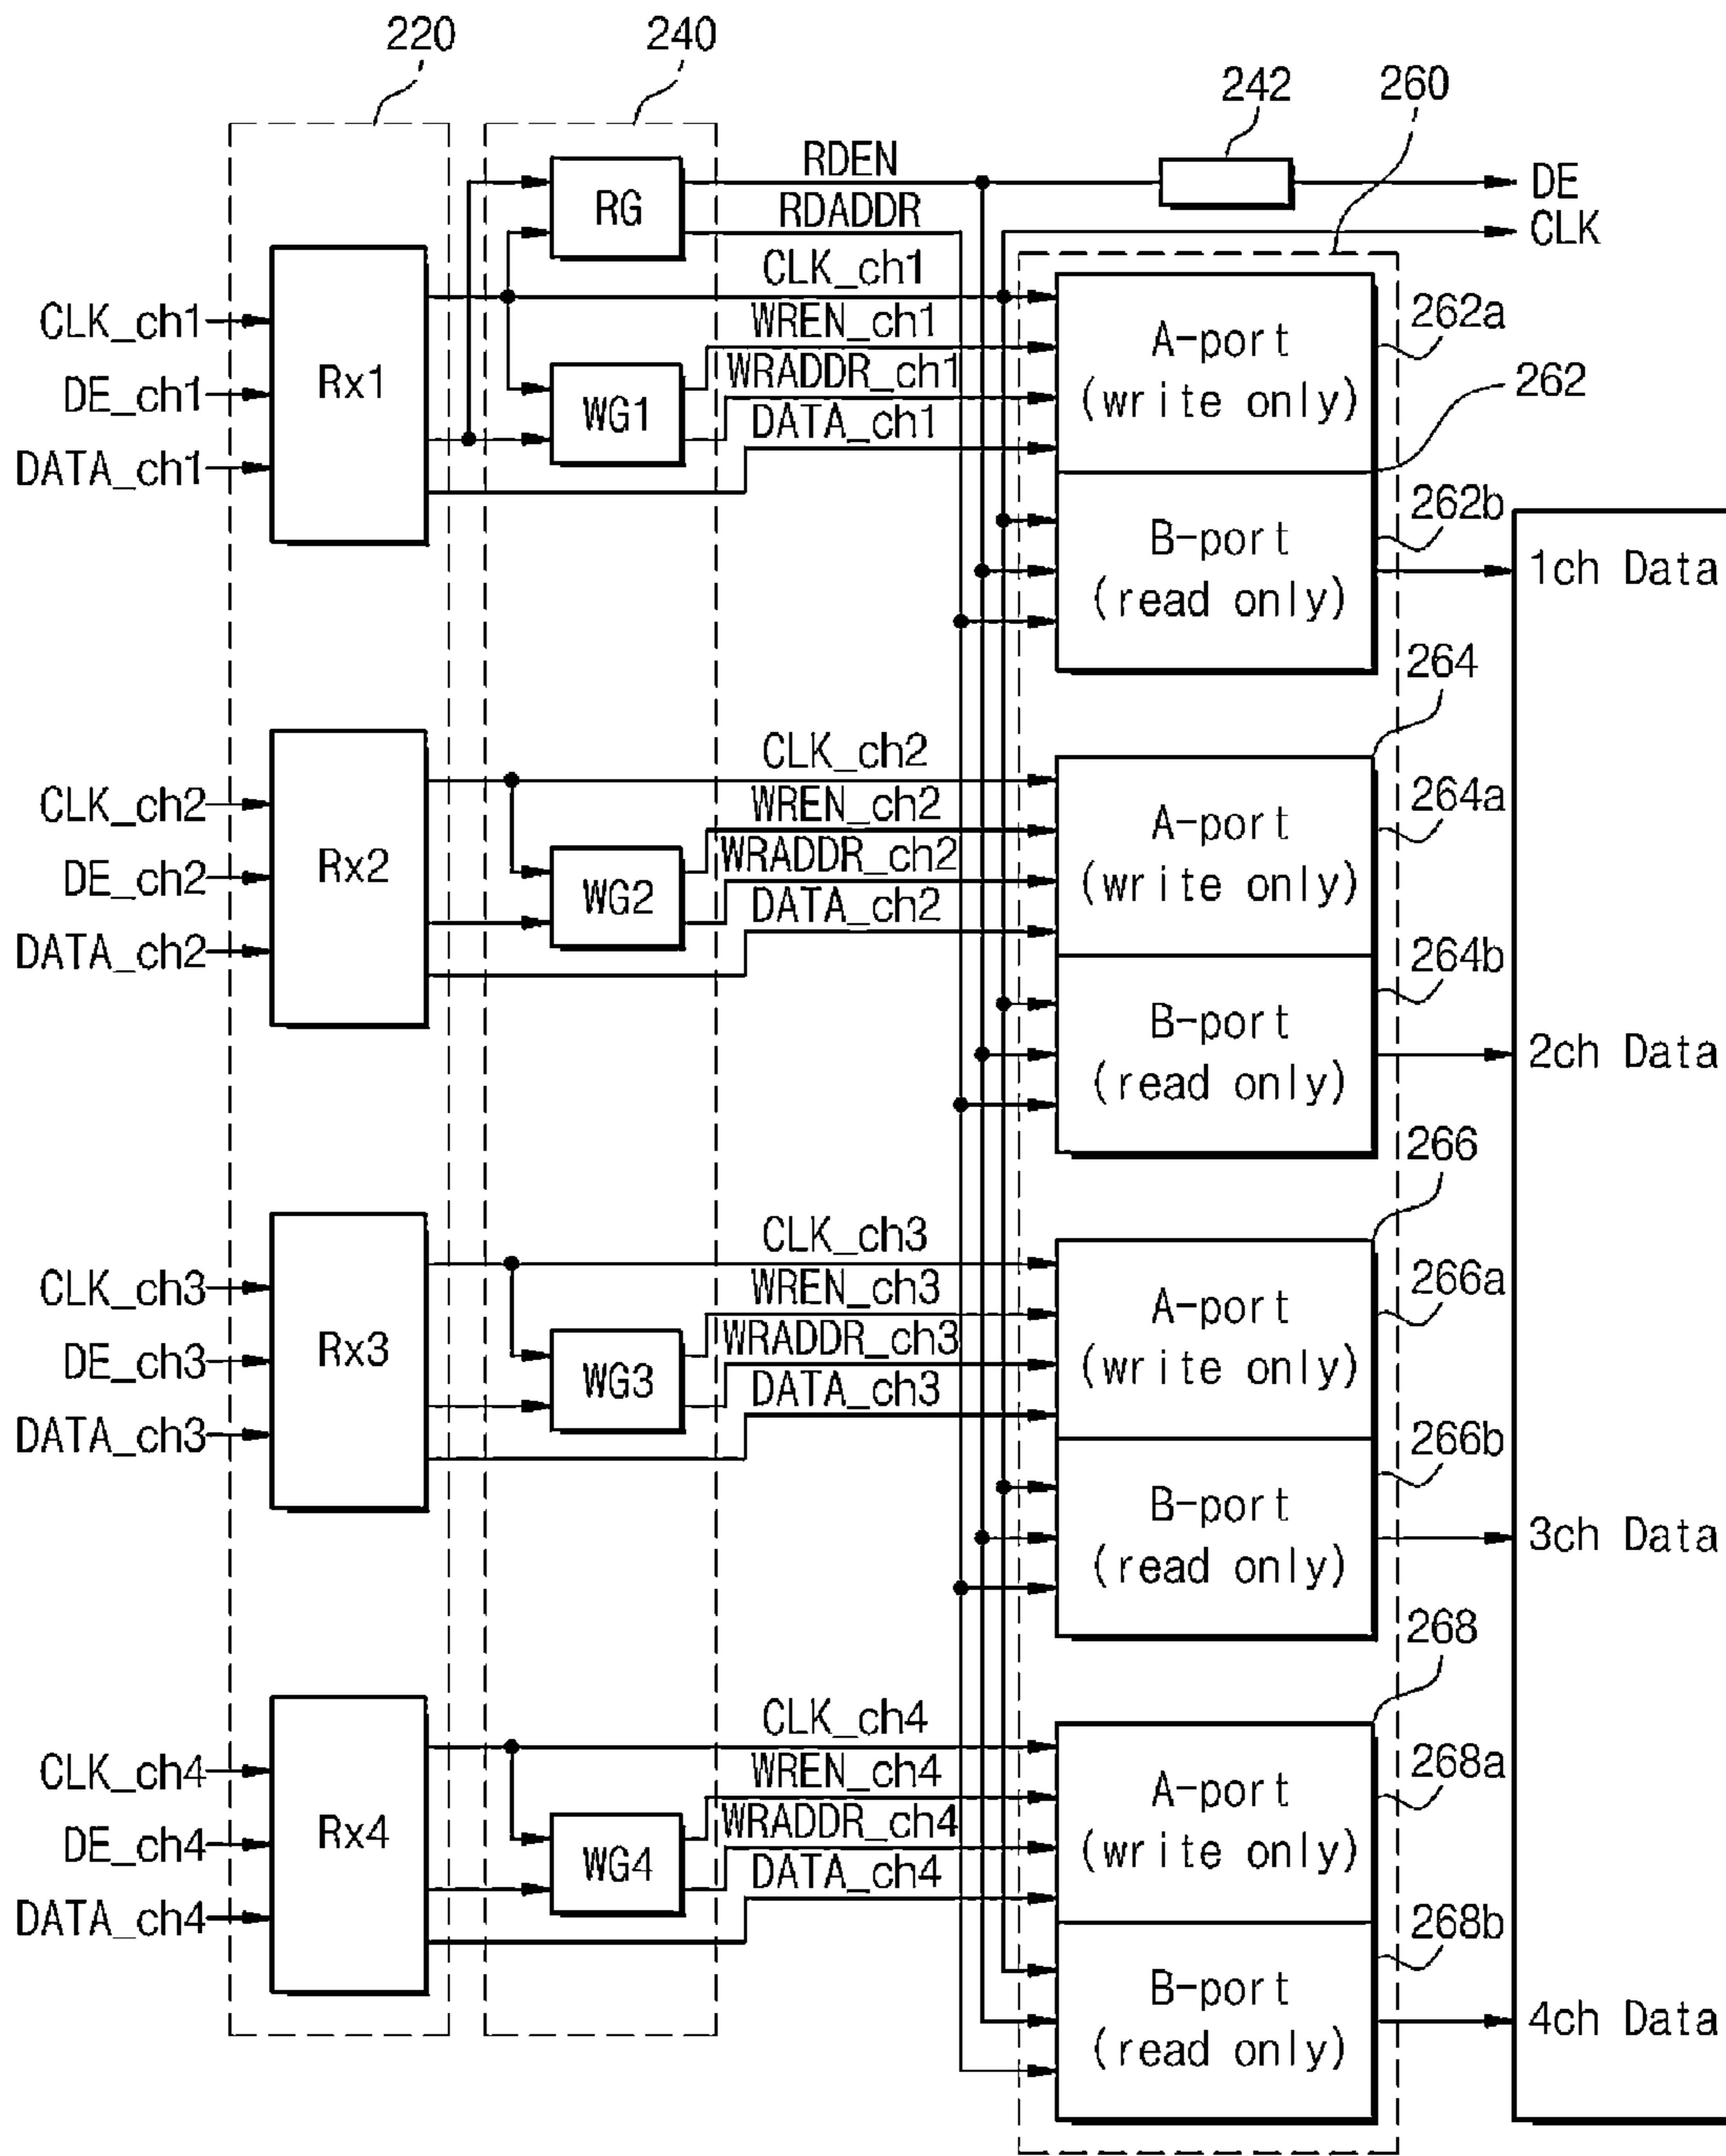 220
240
242
260
RDEN
DE
RG
RDADDR
CLK
CLK_ch1
CLK_ch1
WREN_ch1
A-port
262a
DE_ch1
Rx1
WRADDR_ch1
(write only)
262
WG1
DATA_ch1
DATA_ch1
262b
B-port
1ch Data
(read only)
264
CLK_ch2
CLK_ch2
WREN_ch2
A-port
264a
DE_ch2
Rx2
WRADDR_ch2
(write only)
WG2
DATA_ch2
DATA_ch2
264b
B-port
2ch Data
(read only)
266
CLK_ch3
CLK_ch3
WREN_ch3
A-port
266a
DE_ch3
Rx3
WRADDR_ch3
(write only)
WG3
DATA_ch3
DATA_ch3
266b
B-port
3ch Data
(read only)
268
CLK_ch4
CLK_ch4
WREN_ch4
A-port
268a
DE_ch4
Rx4
WRADDR_ch4
(write only)
WG4
DATA_ch4
DATA_ch4
268b
B-port
4ch Data
(read only)